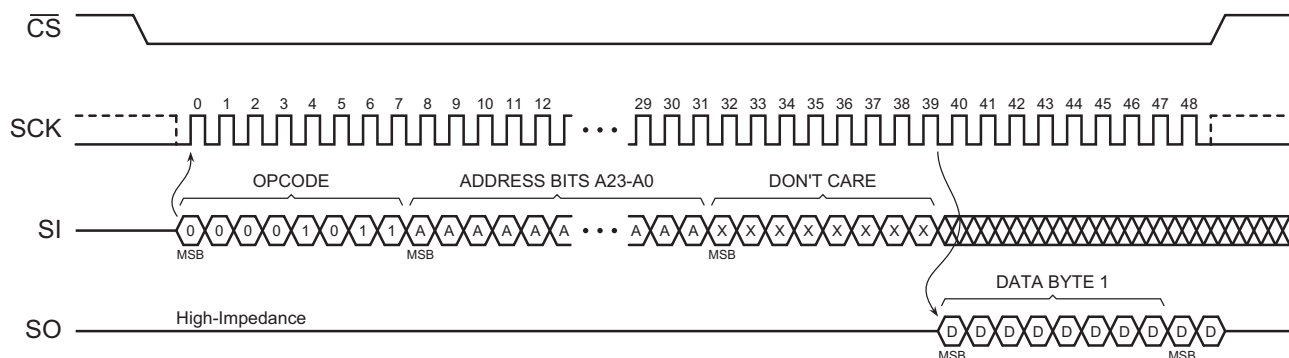 CS
0 1 2 3 4 5 6 7 8 9 10 11 12 29 30 31 32 33 34 35 36 37 38 39 40 41 42 43 44 45 46 47 48
SCK
OPCODE ADDRESS BITS A23-A0 DON'T CARE
SI 0 0 0 0 1 0 1 1 A A A A A A A A A X X X X X X X X
MSB MSB MSB
DATA BYTE 1
High-Impedance
SO D D D D D D D D D D
MSB MSB